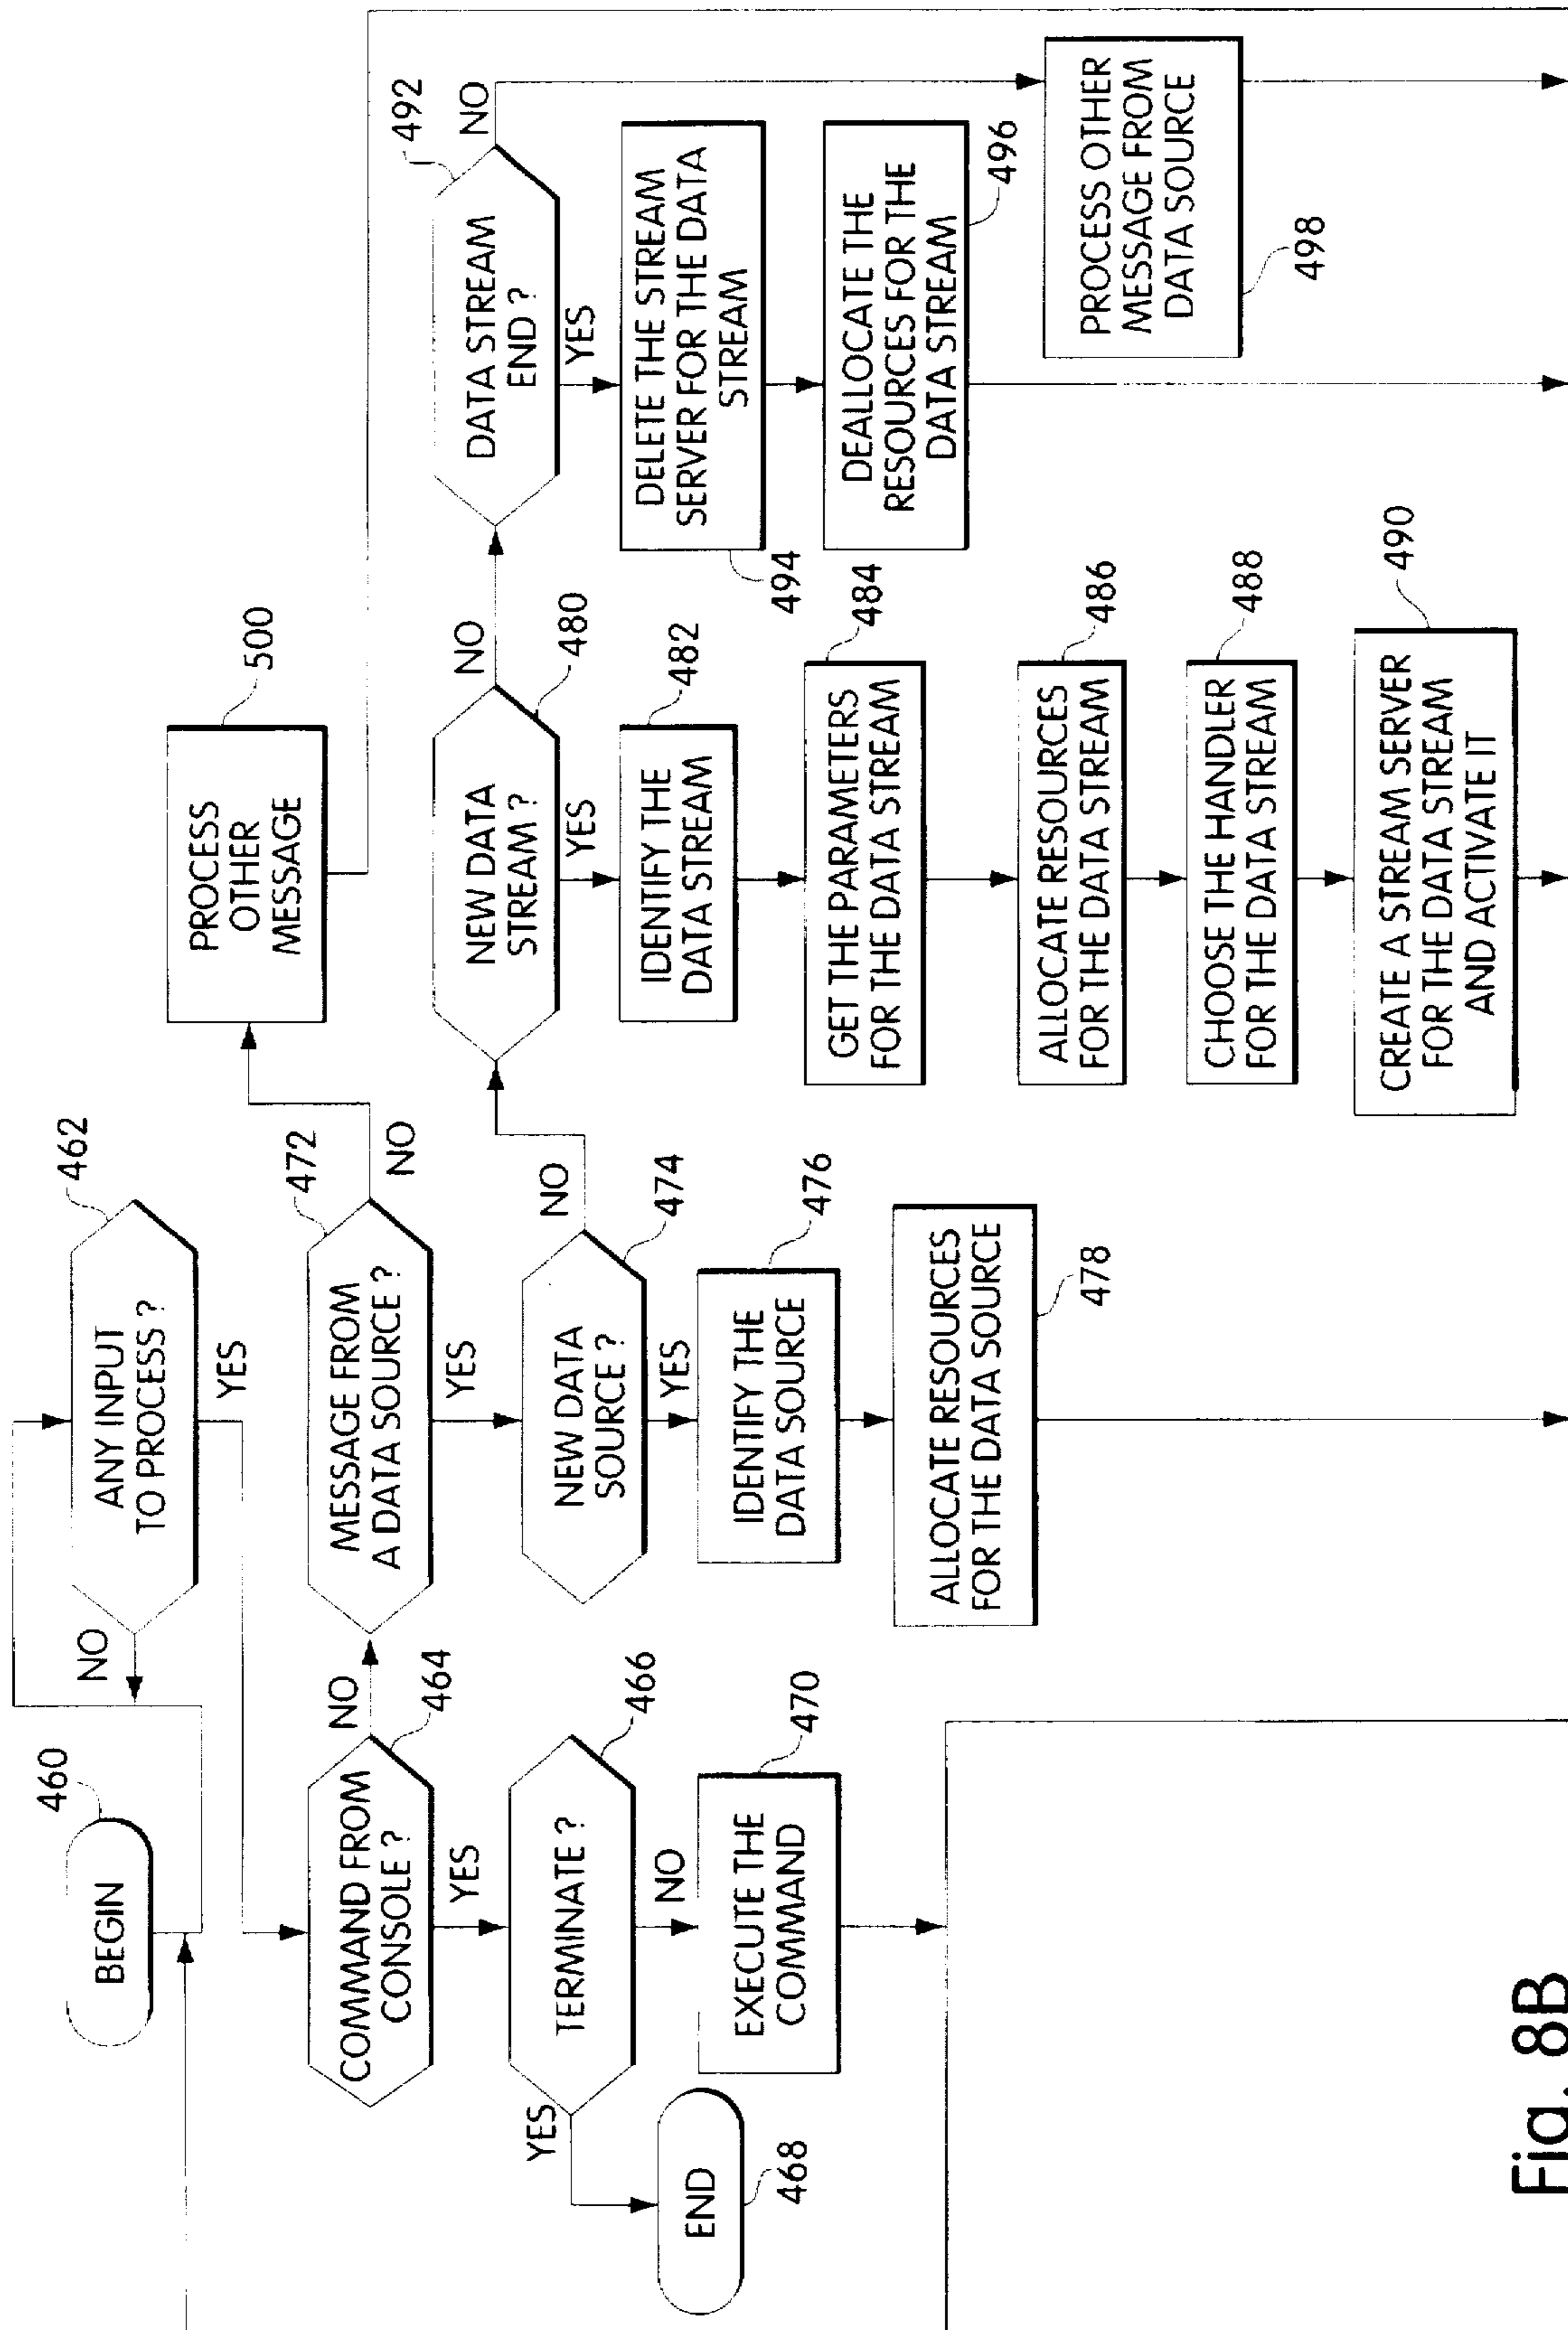 460
BEGIN
NO
462
ANY INPUT
TO PROCESS ?
YES
464
COMMAND FROM
CONSOLE ?
NO
YES
472
MESSAGE FROM
A DATA SOURCE ?
NO
YES
500
PROCESS
OTHER
MESSAGE
466
TERMINATE ?
YES
NO
468
END
470
EXECUTE THE
COMMAND
474
NEW DATA
SOURCE ?
NO
YES
476
IDENTIFY THE
DATA SOURCE
478
ALLOCATE RESOURCES
FOR THE DATA SOURCE
480
NEW DATA
STREAM ?
NO
YES
482
IDENTIFY THE
DATA STREAM
484
GET THE PARAMETERS
FOR THE DATA STREAM
486
ALLOCATE RESOURCES
FOR THE DATA STREAM
488
CHOOSE THE HANDLER
FOR THE DATA STREAM
490
CREATE A STREAM SERVER
FOR THE DATA STREAM
AND ACTIVATE IT
492
DATA STREAM
END ?
NO
YES
494
DELETE THE STREAM
SERVER FOR THE DATA
STREAM
496
DEALLOCATE THE
RESOURCES FOR THE
DATA STREAM
498
PROCESS OTHER
MESSAGE FROM
DATA SOURCE
Fig. 8B